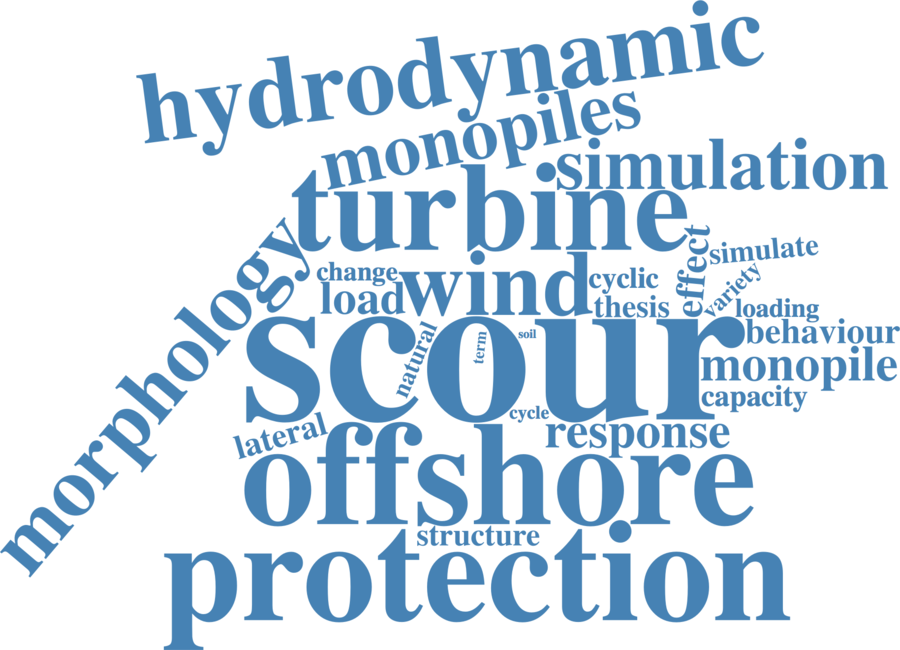 hydrodynamic
monopiles
simulation
turbine
morphology
effect
simulate
change
wind
cyclic
variety
load
thesis
loading
scour
behaviour
natural
term
soil
monopile
capacity
cycle
lateral
response
offshore
structure
protection